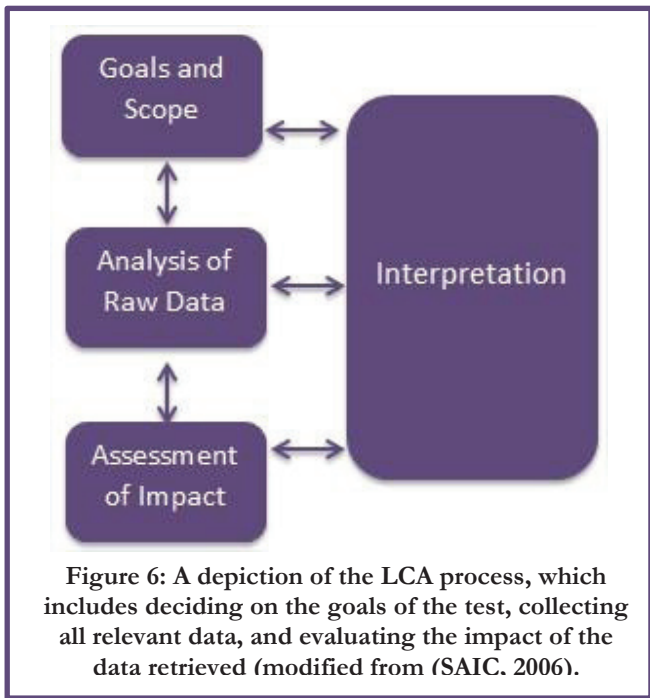 Goals and
Scope
Analysis of
Raw Data
Interpretation
Assessment
of Impact
Figure 6: A depiction of the LCA process, which
includes deciding on the goals of the test, collecting
all relevant data, and evaluating the impact of the
data retrieved (modified from (SAIC, 2006).